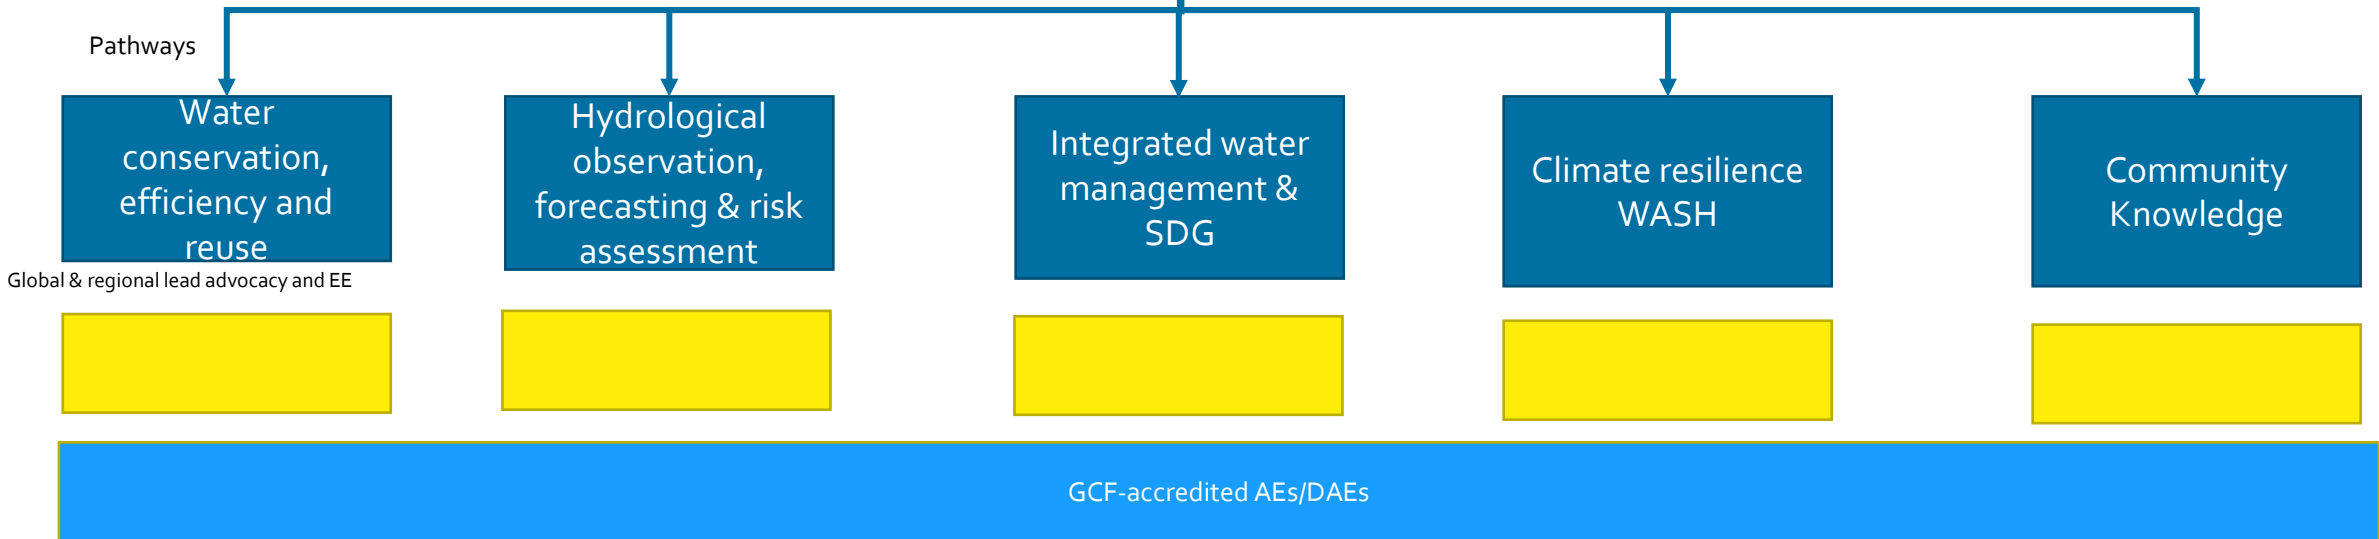 Pathways
Water
conservation,
efficiency and
reuse
Hydrological
observation,
forecasting & risk
assessment
Integrated water
management &
SDG
Climate resilience
WASH
Community
Knowledge
Global & regional lead advocacy and EE
GCF-accredited AEs/DAEs